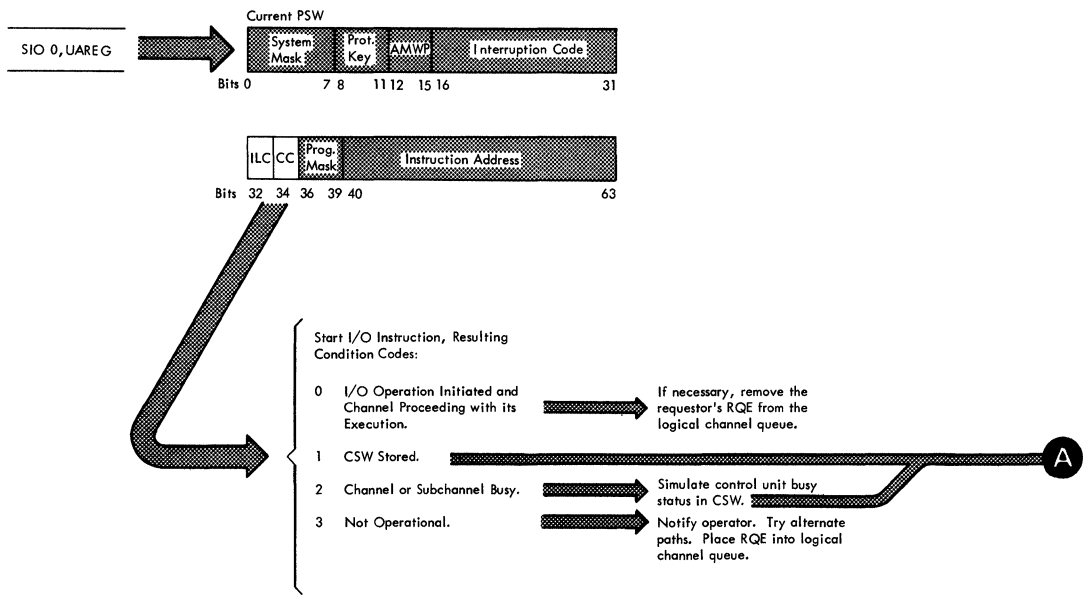 Current PSW
SIO 0,UAREG
System Mask
Prot. Key
AMWP
Interruption Code
Bits 0 7 8 11 12 15 16 31
ILC
CC
Prog. Mask
Instruction Address
Bits 32 34 36 39 40 63
Start I/O Instruction, Resulting
Condition Codes:
0 I/O Operation Initiated and
Channel Proceeding with its
Execution.
If necessary, remove the
requestor's RQE from the
logical channel queue.
1 CSW Stored.
A
2 Channel or Subchannel Busy.
Simulate control unit busy
status in CSW.
3 Not Operational.
Notify operator. Try alternate
paths. Place RQE into logical
channel queue.